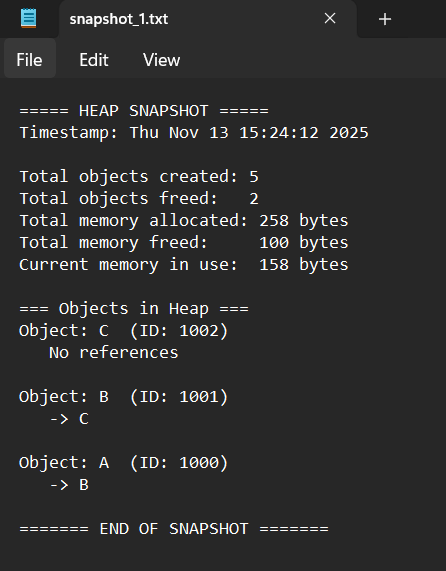 snapshot_1.txt
File Edit View
===== HEAP SNAPSHOT =====
Timestamp: Thu Nov 13 15:24:12 2025
Total objects created: 5
Total objects freed:   2
Total memory allocated: 258 bytes
Total memory freed:     100 bytes
Current memory in use:  158 bytes
=== Objects in Heap ===
Object: C  (ID: 1002)
   No references
Object: B  (ID: 1001)
   -> C
Object: A  (ID: 1000)
   -> B
======= END OF SNAPSHOT =======